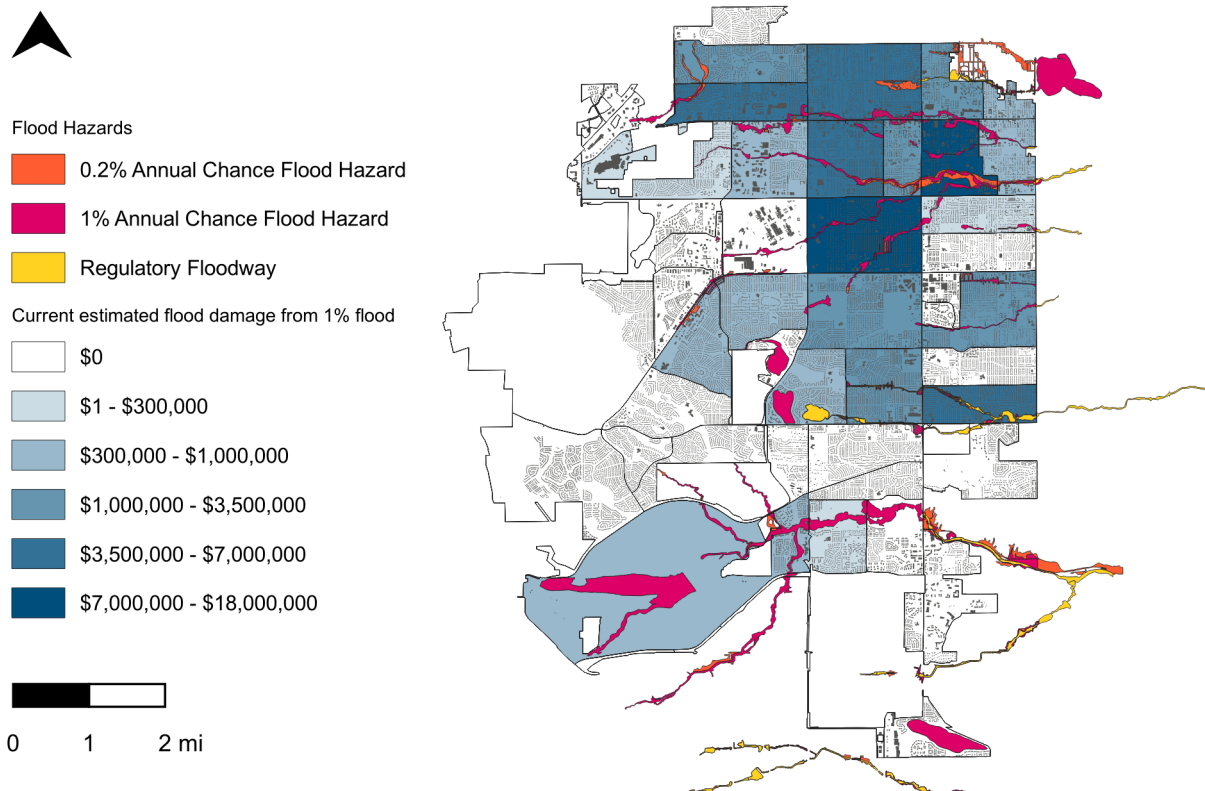 Flood Hazards
0.2% Annual Chance Flood Hazard
1% Annual Chance Flood Hazard
Regulatory Floodway
Current estimated flood damage from 1% flood
$0
$1 - $300,000
$300,000 - $1,000,000
$1,000,000 - $3,500,000
$3,500,000 - $7,000,000
$7,000,000 - $18,000,000
0 1 2 mi